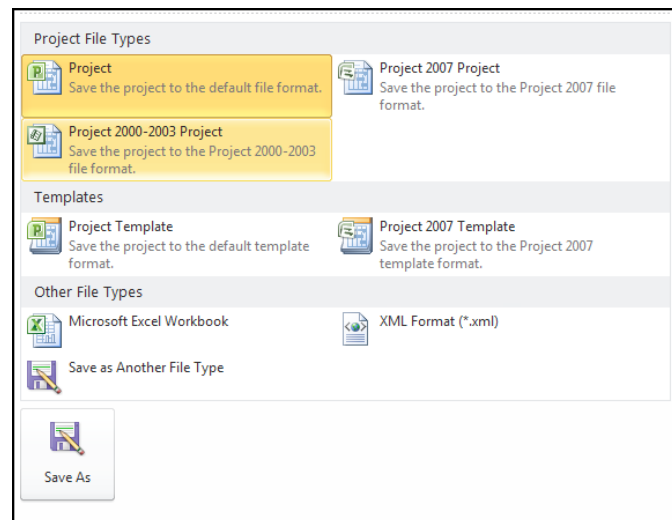 Project File Types
Project
Save the project to the default file format.
Project 2007 Project
Save the project to the Project 2007 file
format.
Project 2000-2003 Project
Save the project to the Project 2000-2003
file format.
Templates
Project Template
Save the project to the default template
format.
Project 2007 Template
Save the project to the Project 2007
template format.
Other File Types
Microsoft Excel Workbook
XML Format (*.xml)
Save as Another File Type
Save As